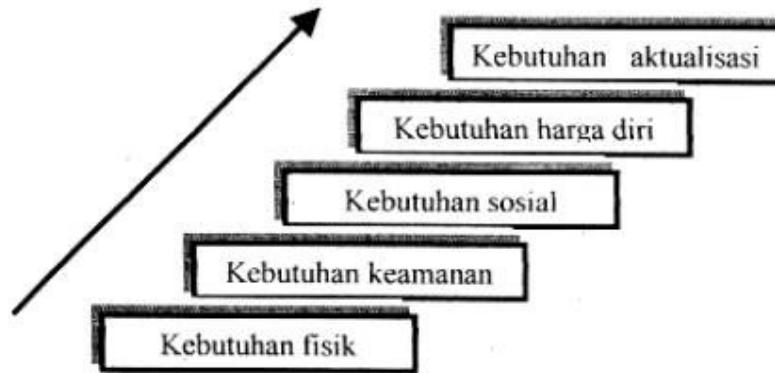 Kebutuhan aktualisasi
Kebutuhan harga diri
Kebutuhan sosial
Kebutuhan keamanan
Kebutuhan fisik